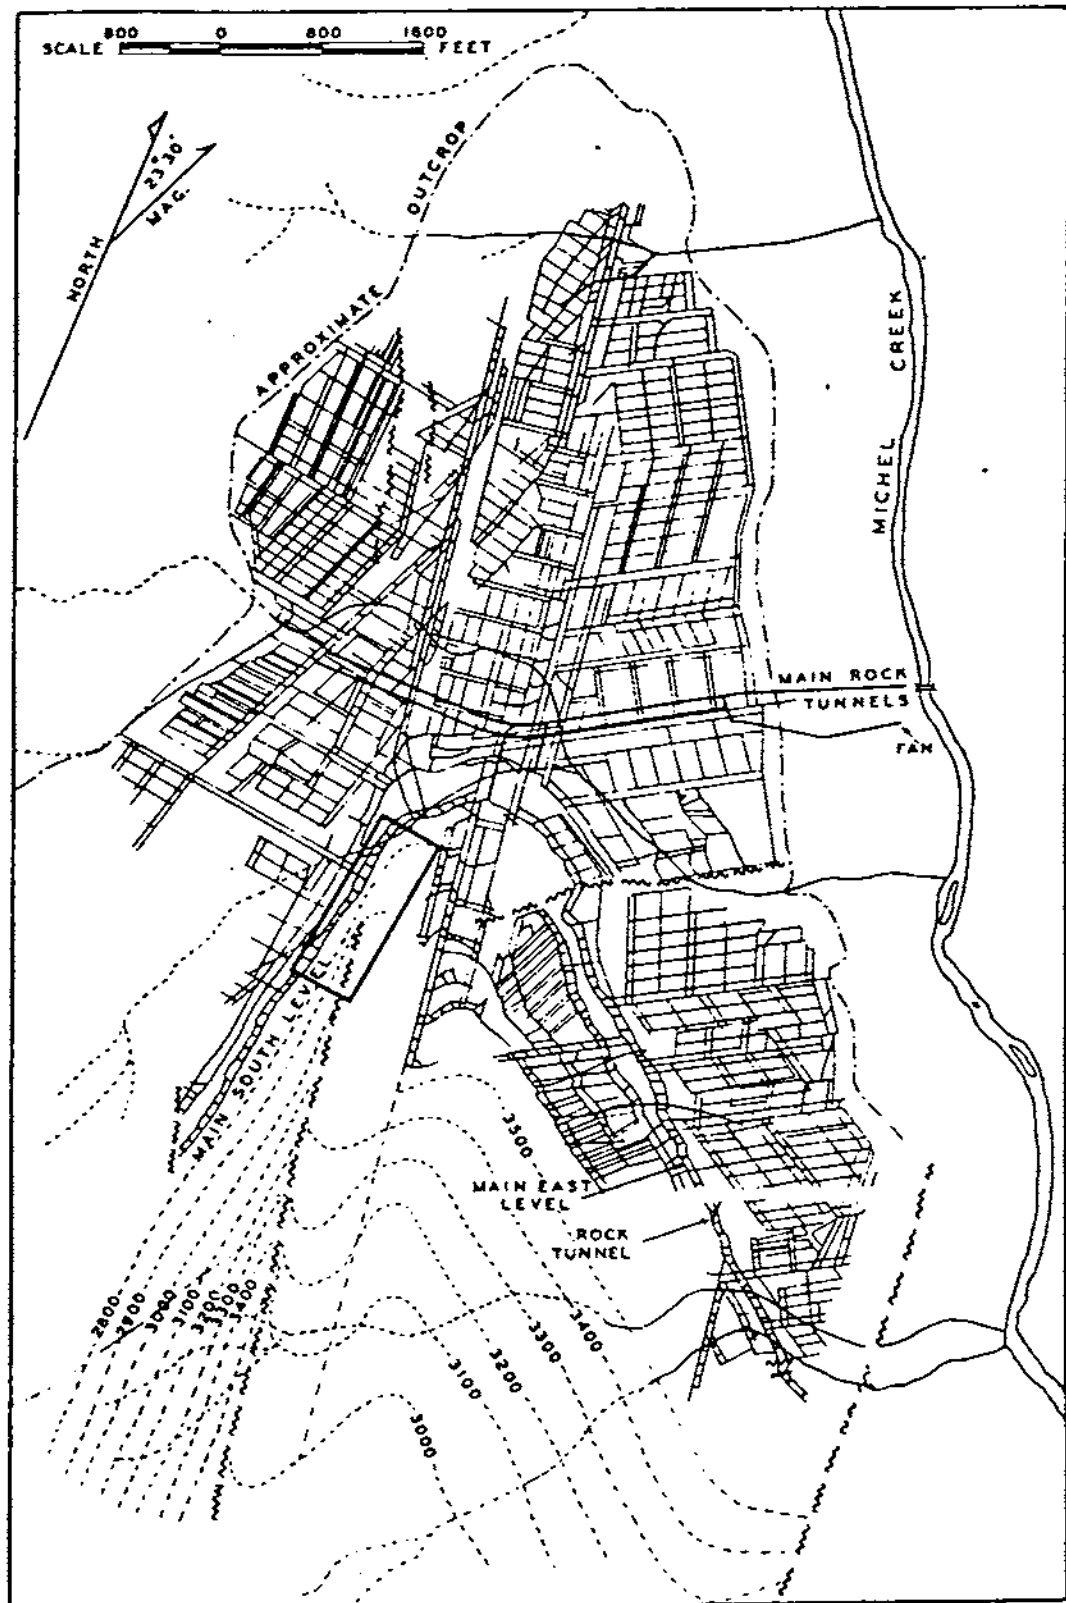 800 0 800 1600
SCALE FEET
23° 30'
MAG.
NORTH
OUTCROP
APPROXIMATE
MICHEL CREEK
MAIN ROCK
TUNNELS
FAN
MAIN SOUTH LEVEL
3500
MAIN EAST
LEVEL
ROCK
TUNNEL
2800
2900
3000
3100
3200
3300
3400
3400
3300
3200
3100
3000